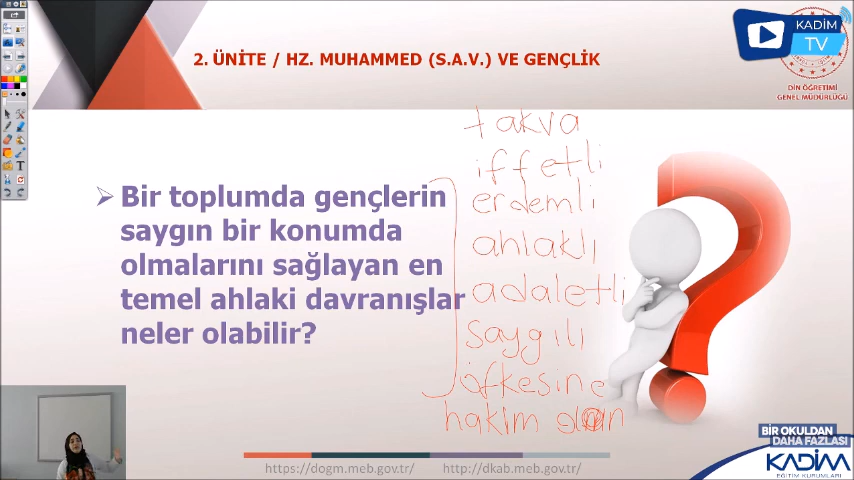 2. ÜNİTE / HZ. MUHAMMED (S.A.V.) VE GENÇLİK
KADİM
TV
DİN ÖĞRETİMİ
GENEL MÜDÜRLÜĞÜ
Bir toplumda gençlerin
saygın bir konumda
olmalarını sağlayan en
temel ahlaki davranışlar
neler olabilir?
takva
iffetli
erdemli
ahlaklı
adaletli
saygılı
öfkesine
hakim olan
https://dogm.meb.gov.tr/ http://dkab.meb.gov.tr/
BİR OKULDAN
DAHA FAZLASI
KADİM
EĞİTİM KURUMLARI